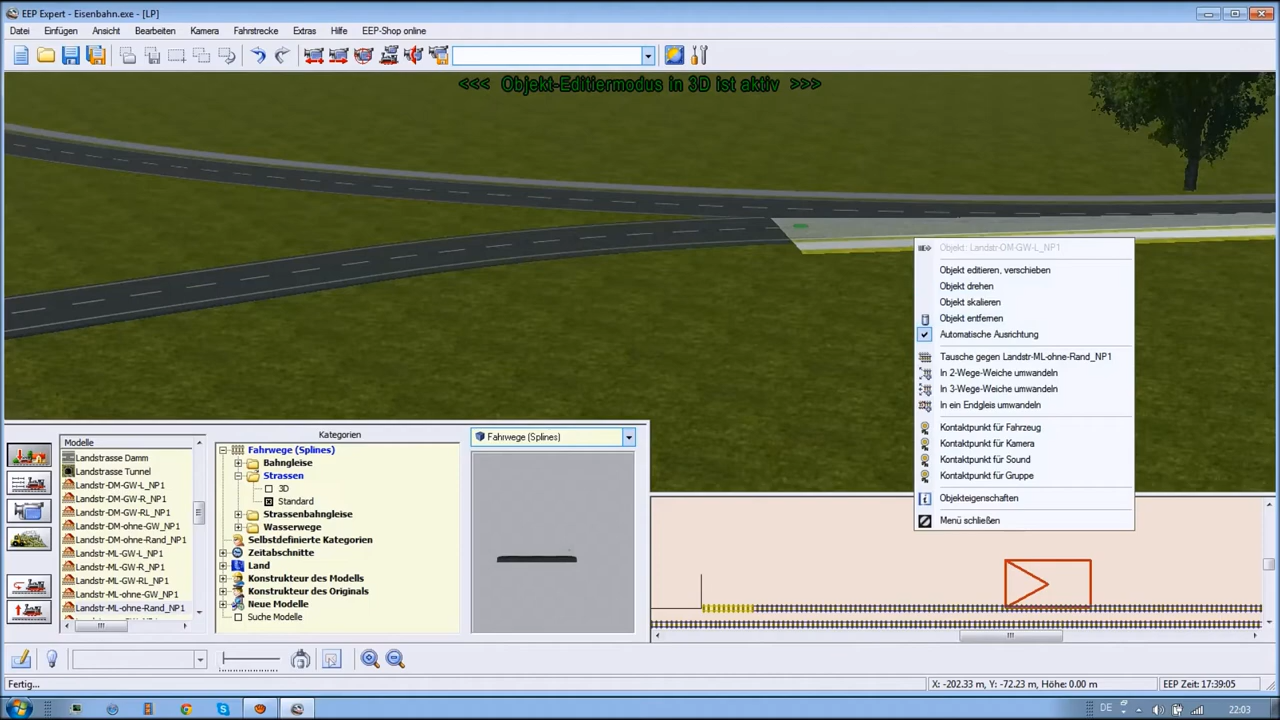 EEP Expert - Eisenbahn.exe - [LP]
Datei Einfügen Ansicht Bearbeiten Kamera Fahrstrecke Extras Hilfe EEP-Shop online
<<< Objekt-Editiermodus in 3D ist aktiv >>>
Objekt: Landstr-DM-GW-L_NP1
Objekt editieren, verschieben
Objekt drehen
Objekt skalieren
Objekt entfernen
Automatische Ausrichtung
Tausche gegen Landstr-ML-ohne-Rand_NP1
In 2-Wege-Weiche umwandeln
In 3-Wege-Weiche umwandeln
In ein Endgleis umwandeln
Kontaktpunkt für Fahrzeug
Kontaktpunkt für Kamera
Kontaktpunkt für Sound
Kontaktpunkt für Gruppe
Objekteigenschaften
Menü schließen
Modelle
Landstrasse Damm
Landstrasse Tunnel
Landstr-DM-GW-L_NP1
Landstr-DM-GW-R_NP1
Landstr-DM-GW-RL_NP1
Landstr-DM-ohne-GW_NP1
Landstr-DM-ohne-Rand_NP1
Landstr-ML-GW-L_NP1
Landstr-ML-GW-R_NP1
Landstr-ML-GW-RL_NP1
Landstr-ML-ohne-GW_NP1
Landstr-ML-ohne-Rand_NP1
Kategorien
Fahrwege (Splines)
Bahngleise
Strassen
3D
Standard
Strassenbahngleise
Wasserwege
Selbstdefinierte Kategorien
Zeitabschnitte
Land
Konstrukteur des Modells
Konstrukteur des Originals
Neue Modelle
Suche Modelle
Fahrwege (Splines)
Fertig...
X: -202.33 m, Y: -72.23 m, Höhe: 0.00 m
EEP Zeit: 17:39:05
DE
22:03